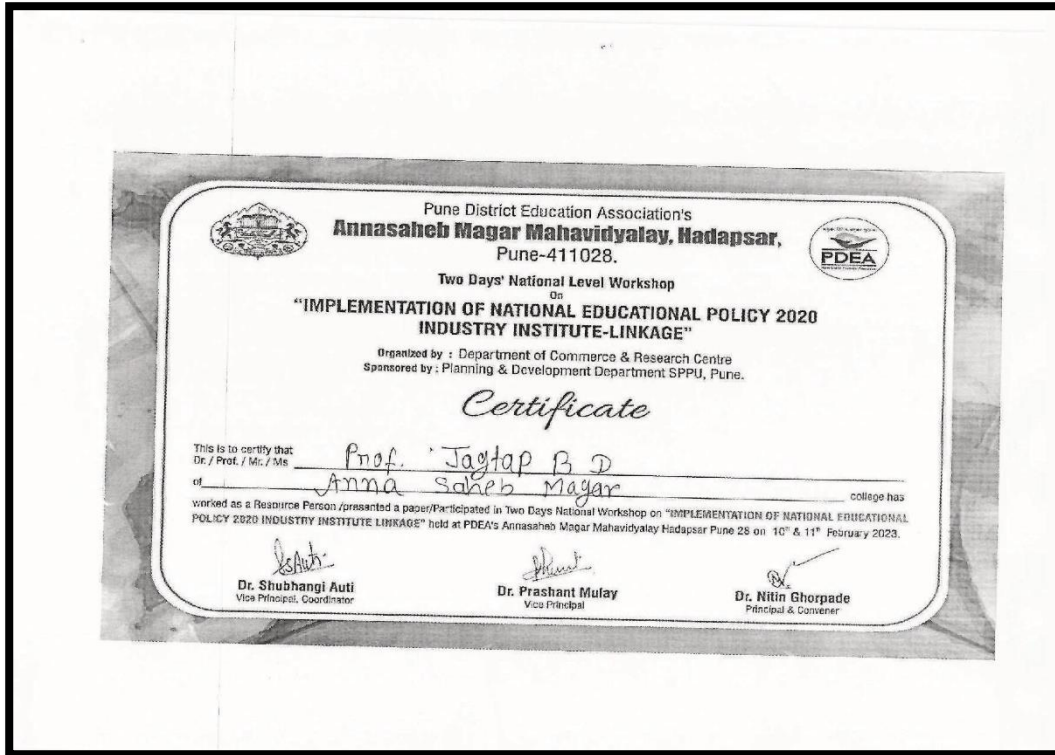 Pune District Education Association's
Annasaheb Magar Mahavidyalay, Hadapsar,
Pune-411028.
PDEA
Two Days' National Level Workshop
On
"IMPLEMENTATION OF NATIONAL EDUCATIONAL POLICY 2020
INDUSTRY INSTITUTE-LINKAGE"
Organized by : Department of Commerce & Research Centre
Sponsored by : Planning & Development Department SPPU, Pune.
Certificate
This is to certify that
Dr. / Prof. / Mr. / Ms Prof. Jagtap B D
of Anna Saheb Magar college has
worked as a Resource Person /presented a paper/Participated in Two Days National Workshop on "IMPLEMENTATION OF NATIONAL EDUCATIONAL
POLICY 2020 INDUSTRY INSTITUTE LINKAGE" held at PDEA's Annasaheb Magar Mahavidyalay Hadapsar Pune 28 on 10th & 11th February 2023.
Dr. Shubhangi Auti
Vice Principal, Coordinator
Dr. Prashant Mulay
Vice Principal
Dr. Nitin Ghorpade
Principal & Convener